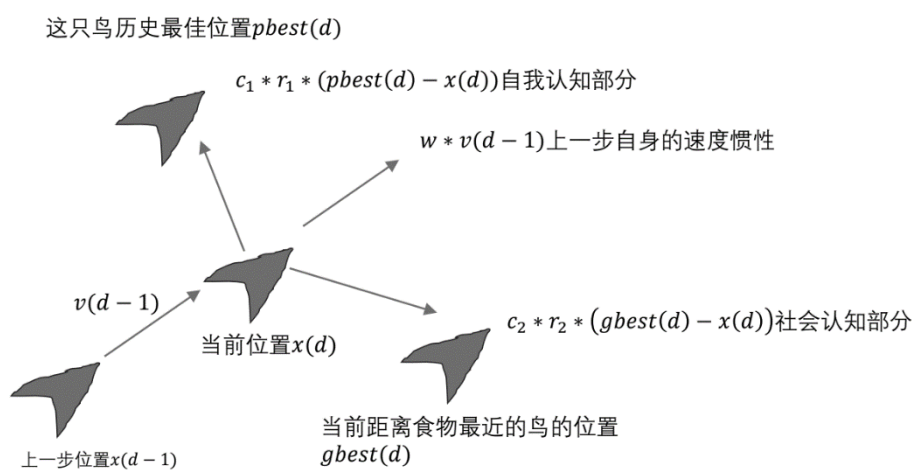 这只鸟历史最佳位置pbest(d)
c₁ * r₁ * (pbest(d) − x(d))自我认知部分
w * v(d − 1)上一步自身的速度惯性
v(d − 1)
当前位置x(d)
c₂ * r₂ * (gbest(d) − x(d))社会认知部分
当前距离食物最近的鸟的位置
gbest(d)
上一步位置x(d − 1)